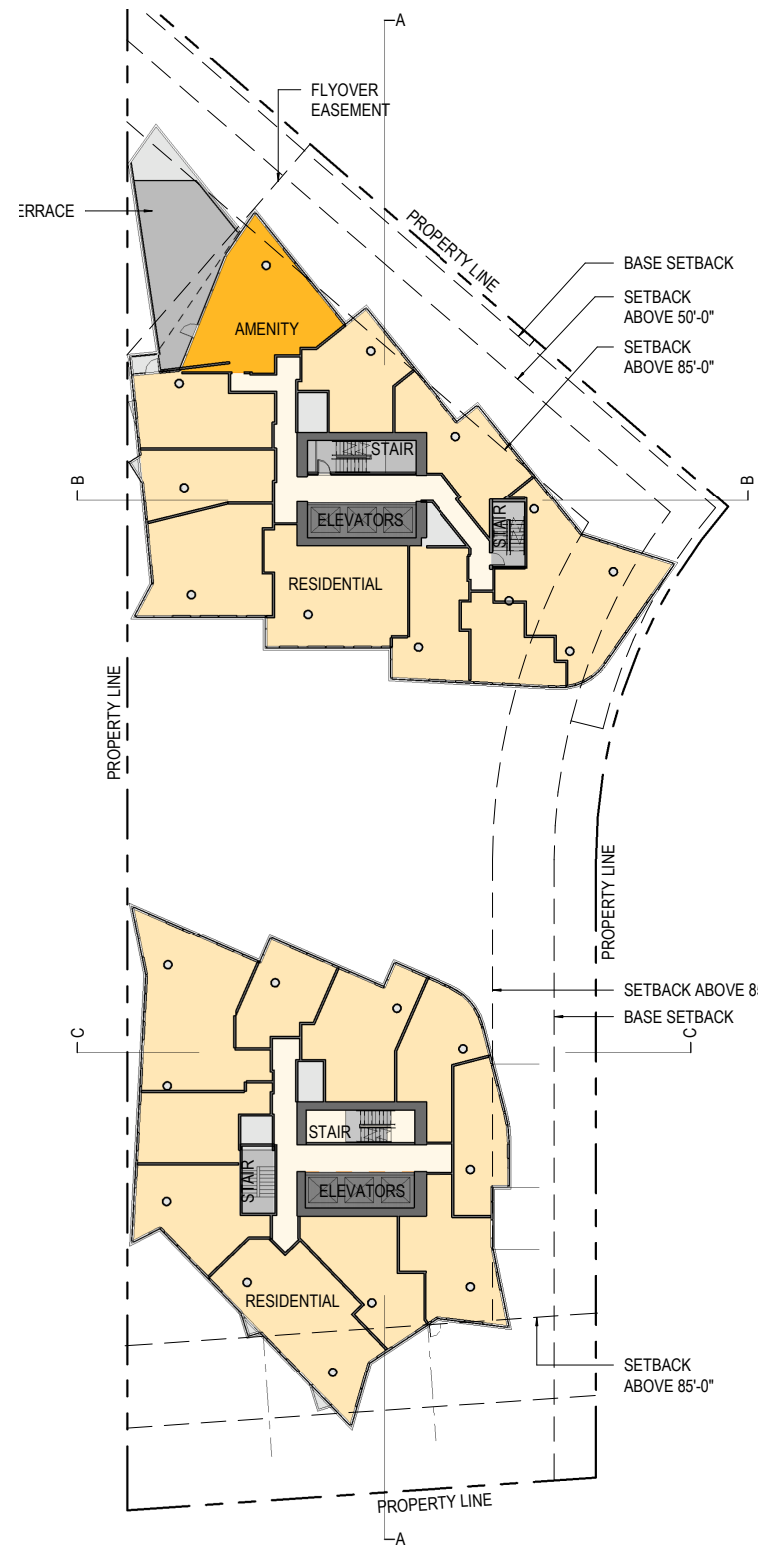 A
FLYOVER
EASEMENT
ERRACE
PROPERTY LINE
BASE SETBACK
SETBACK
ABOVE 50'-0"
SETBACK
ABOVE 85'-0"
AMENITY
STAIR
B
B
ELEVATORS
STAIR
RESIDENTIAL
PROPERTY LINE
PROPERTY LINE
SETBACK ABOVE 85
BASE SETBACK
C
C
STAIR
STAIR
ELEVATORS
RESIDENTIAL
SETBACK
ABOVE 85'-0"
PROPERTY LINE
A